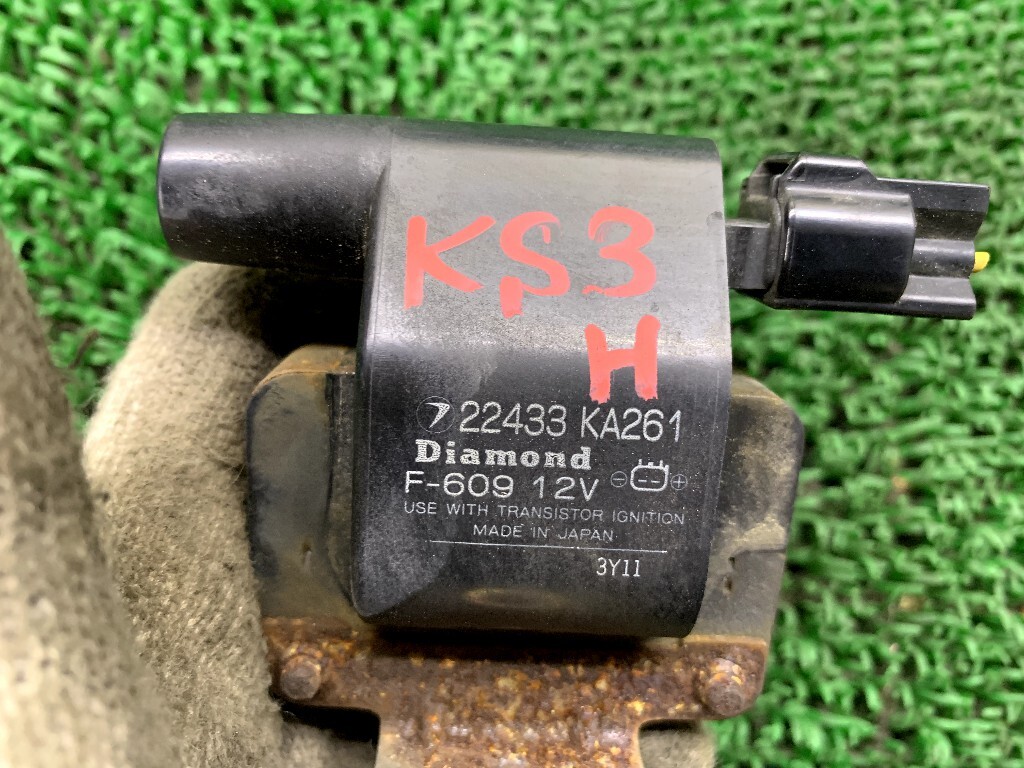 KS3
H
22433 KA261
Diamond
F-609 12V
USE WITH TRANSISTOR IGNITION
MADE IN JAPAN
3Y11